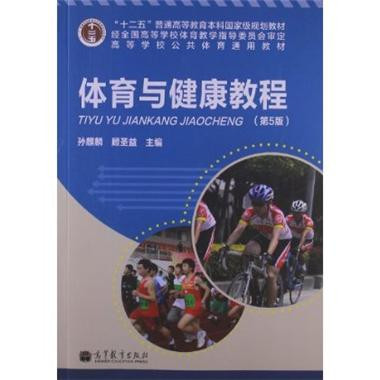 “十二五”普通高等教育本科国家级规划教材
经全国高等学校体育教学指导委员会审定
高等学校公共体育通用教材
体育与健康教程
TIYU YU JIANKANG JIAOCHENG
（第5版）
孙麒麟 顾圣益 主编
高等教育出版社